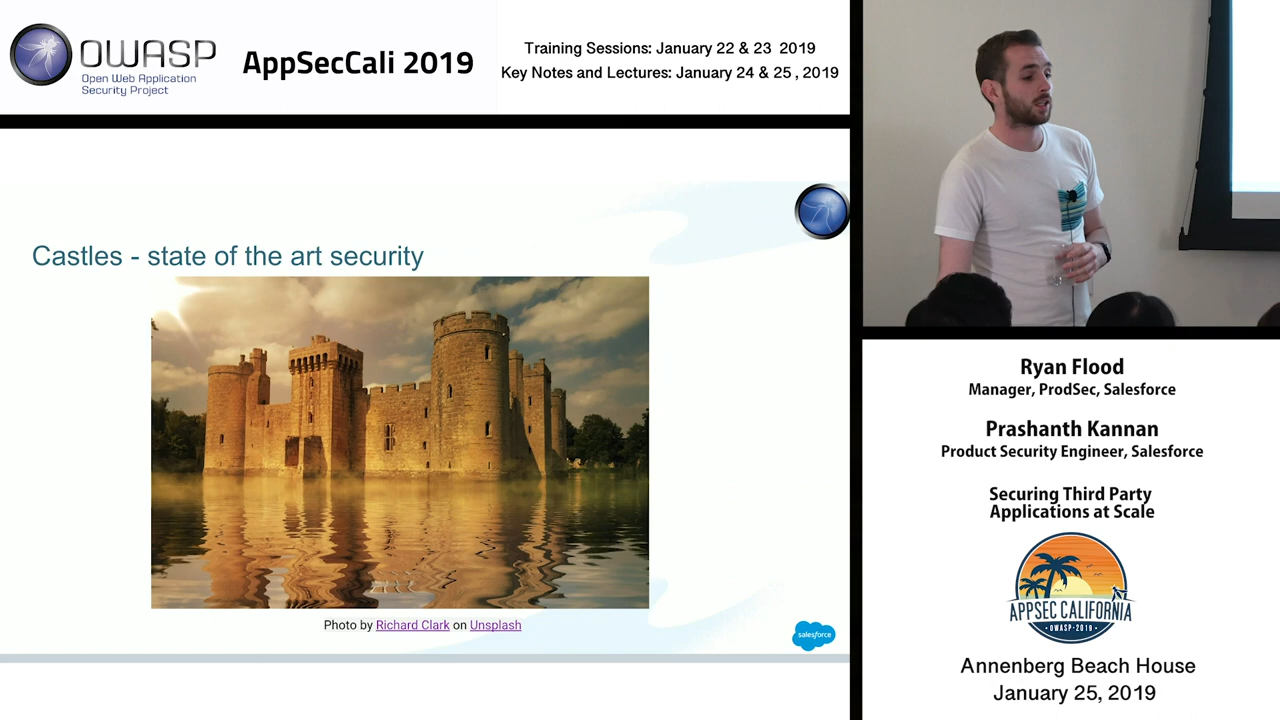 OWASP
Open Web Application
Security Project
AppSecCali 2019
Training Sessions: January 22 & 23 2019
Key Notes and Lectures: January 24 & 25 , 2019
Castles - state of the art security
Photo by Richard Clark on Unsplash
salesforce
Ryan Flood
Manager, ProdSec, Salesforce
Prashanth Kannan
Product Security Engineer, Salesforce
Securing Third Party
Applications at Scale
APPSEC CALIFORNIA
• OWASP-2019 •
Annenberg Beach House
January 25, 2019